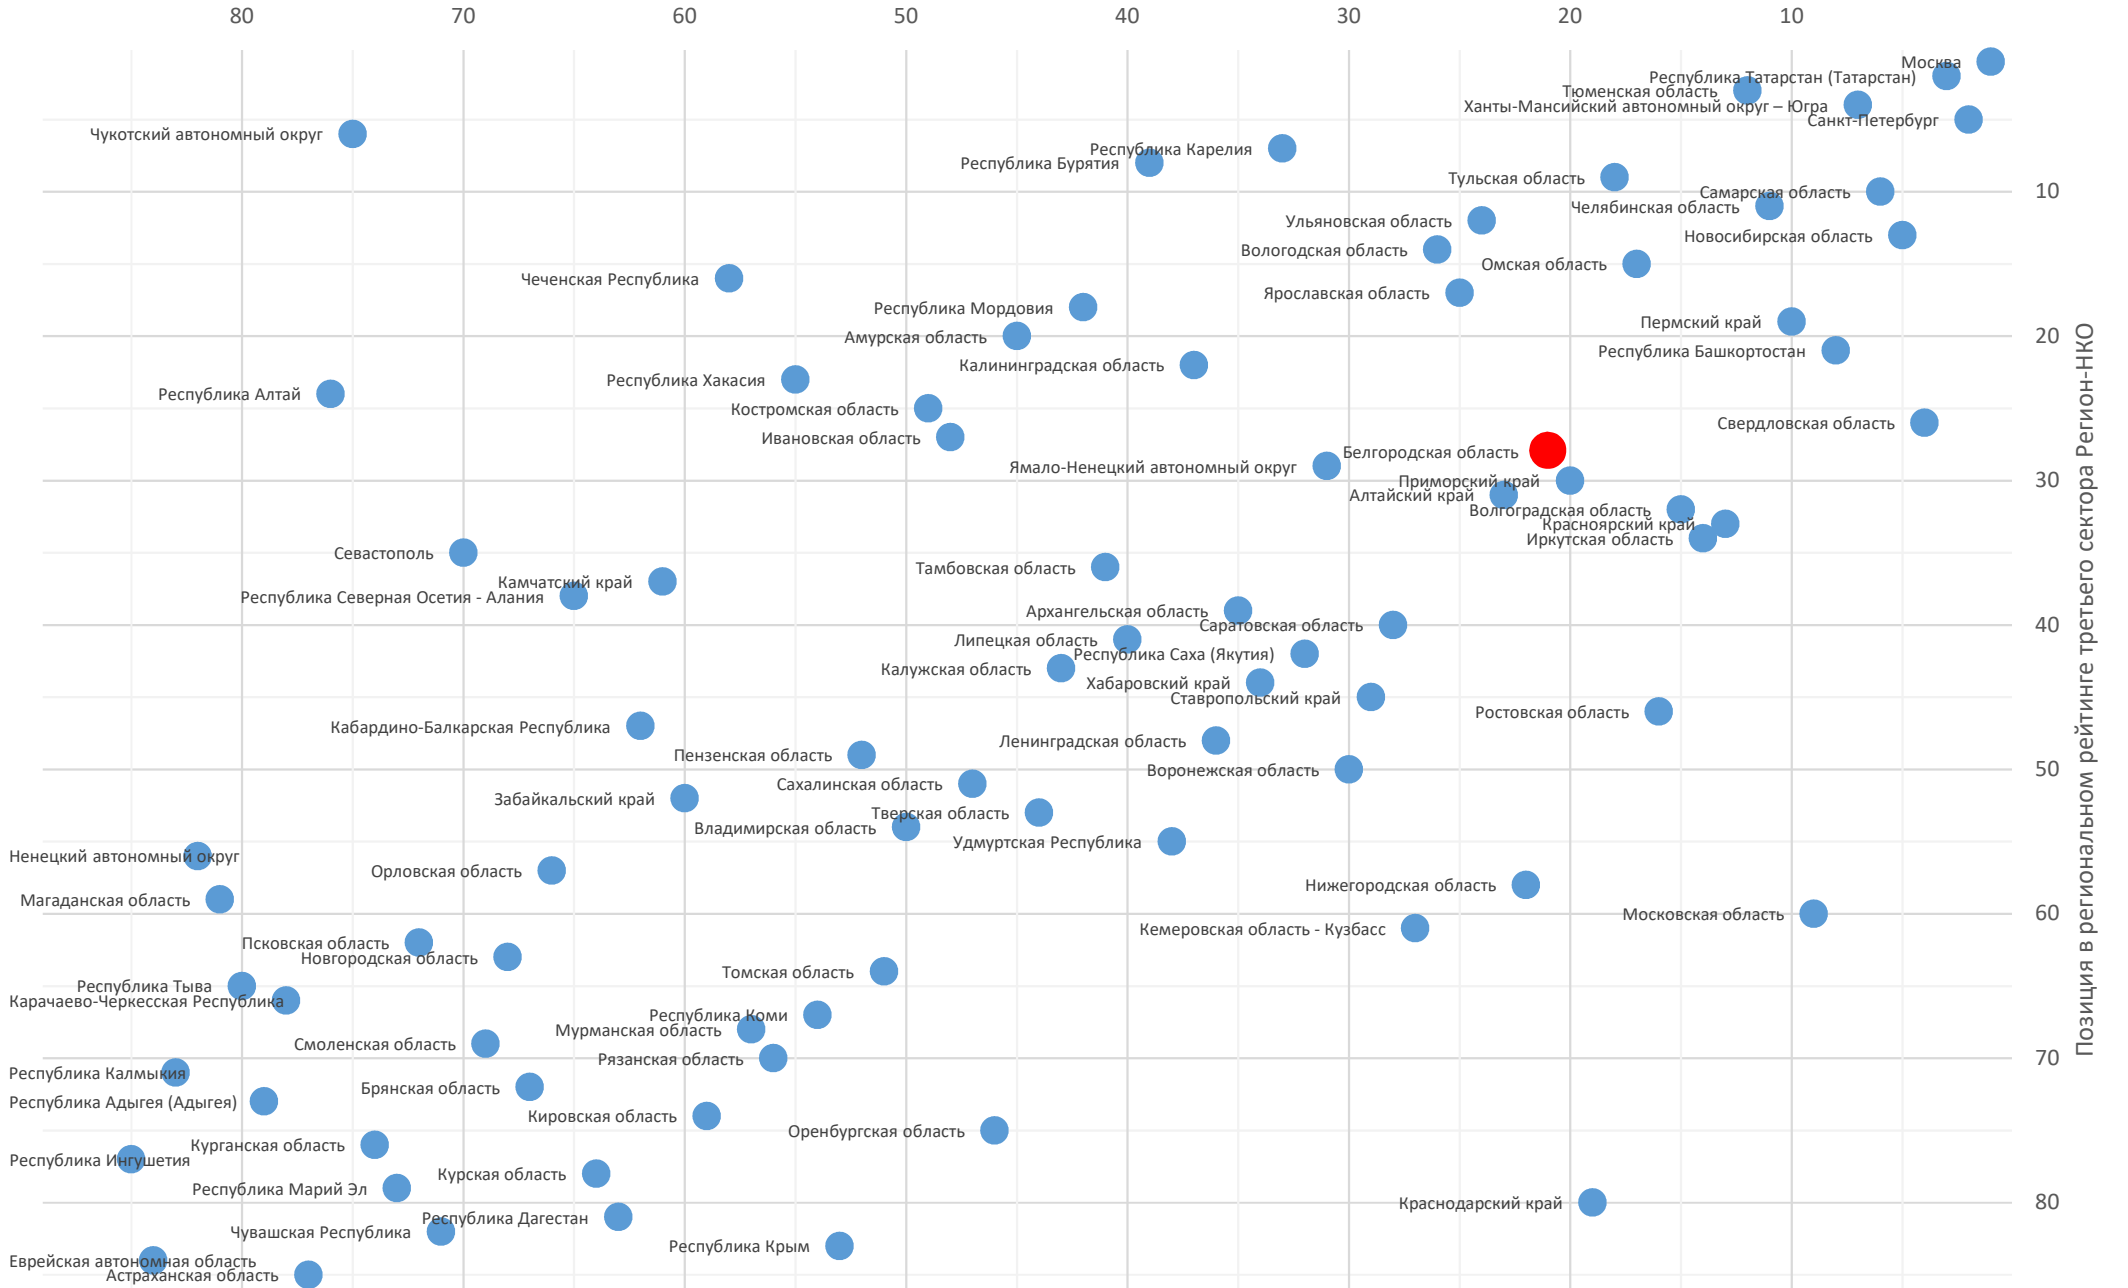 80 70 60 50 40 30 20 10
Москва
Республика Татарстан (Татарстан)
Тюменская область
Ханты-Мансийский автономный округ – Югра
Санкт-Петербург
Чукотский автономный округ
Республика Карелия
Республика Бурятия
Тульская область
Самарская область
10
Челябинская область
Ульяновская область
Новосибирская область
Вологодская область
Омская область
Чеченская Республика
Ярославская область
Республика Мордовия
Пермский край
Амурская область
20
Республика Башкортостан
Калининградская область
Республика Хакасия
Республика Алтай
Костромская область
Свердловская область
Ивановская область
Белгородская область
Ямало-Ненецкий автономный округ
Приморский край
30
Алтайский край
Волгоградская область
Красноярский край
Иркутская область
Севастополь
Тамбовская область
Камчатский край
Республика Северная Осетия - Алания
Архангельская область
Саратовская область
40
Липецкая область
Республика Саха (Якутия)
Калужская область
Хабаровский край
Ставропольский край
Ростовская область
Кабардино-Балкарская Республика
Ленинградская область
Пензенская область
Воронежская область
50
Сахалинская область
Забайкальский край
Тверская область
Владимирская область
Удмуртская Республика
Ненецкий автономный округ
Орловская область
Нижегородская область
Магаданская область
Московская область
60
Кемеровская область - Кузбасс
Псковская область
Новгородская область
Томская область
Республика Тыва
Карачаево-Черкесская Республика
Республика Коми
Мурманская область
Смоленская область
Рязанская область
70
Республика Калмыкия
Брянская область
Республика Адыгея (Адыгея)
Кировская область
Оренбургская область
Курганская область
Республика Ингушетия
Курская область
Республика Марий Эл
Краснодарский край
80
Республика Дагестан
Чувашская Республика
Республика Крым
Еврейская автономная область
Астраханская область
Позиция в региональном рейтинге третьего сектора Регион-НКО